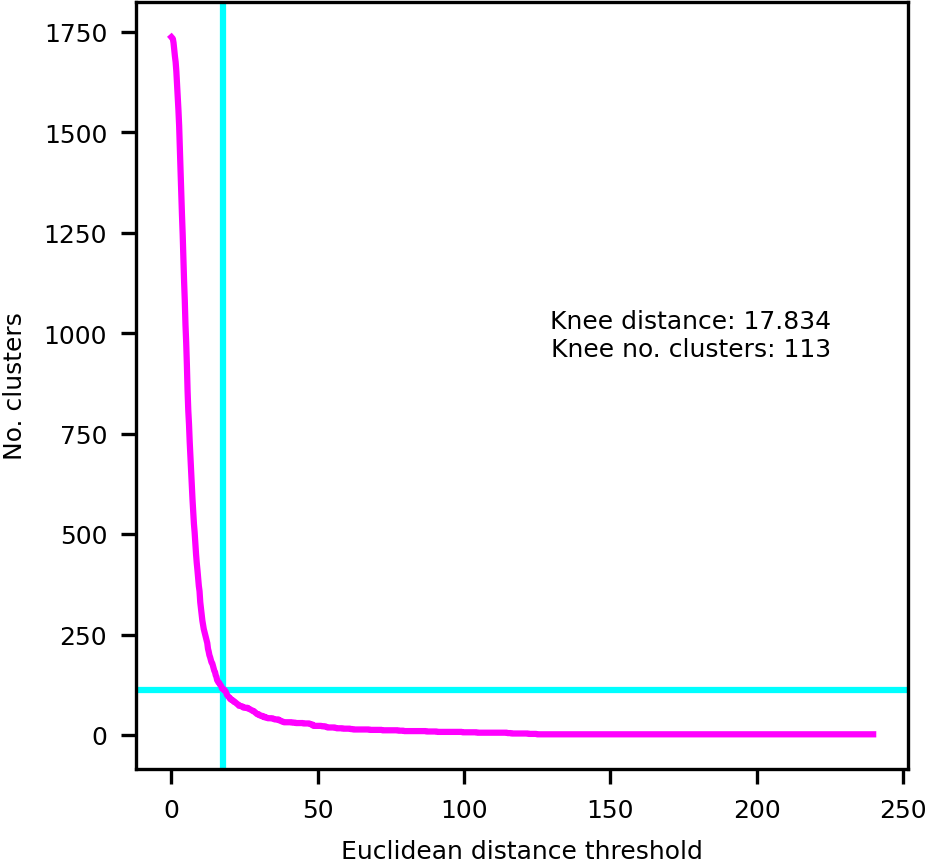 1750
1500
1250
1000
750
500
250
0
No. clusters
Knee distance: 17.834
Knee no. clusters: 113
0 50 100 150 200 250
Euclidean distance threshold